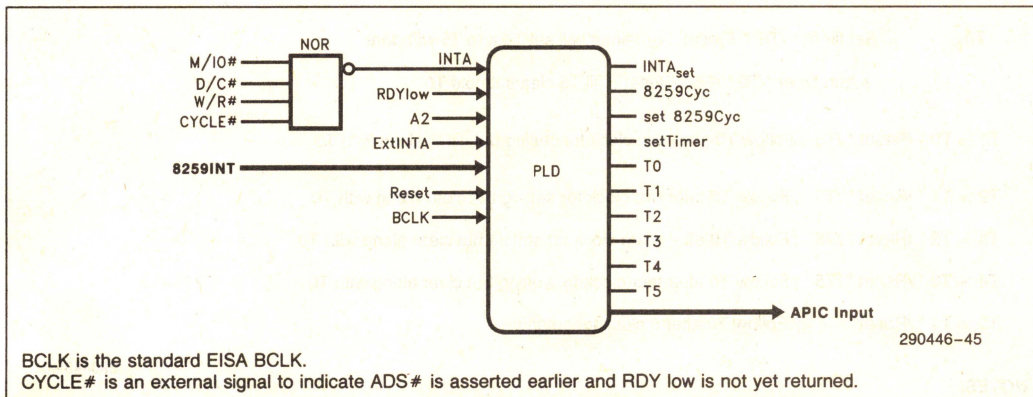 NOR
M/IO#
D/C#
W/R#
CYCLE#
INTA
RDYlow
A2
ExtINTA
8259INT
Reset
BCLK
PLD
INTAset
8259Cyc
set 8259Cyc
setTimer
T0
T1
T2
T3
T4
T5
APIC Input
290446-45
BCLK is the standard EISA BCLK.
CYCLE# is an external signal to indicate ADS# is asserted earlier and RDY low is not yet returned.